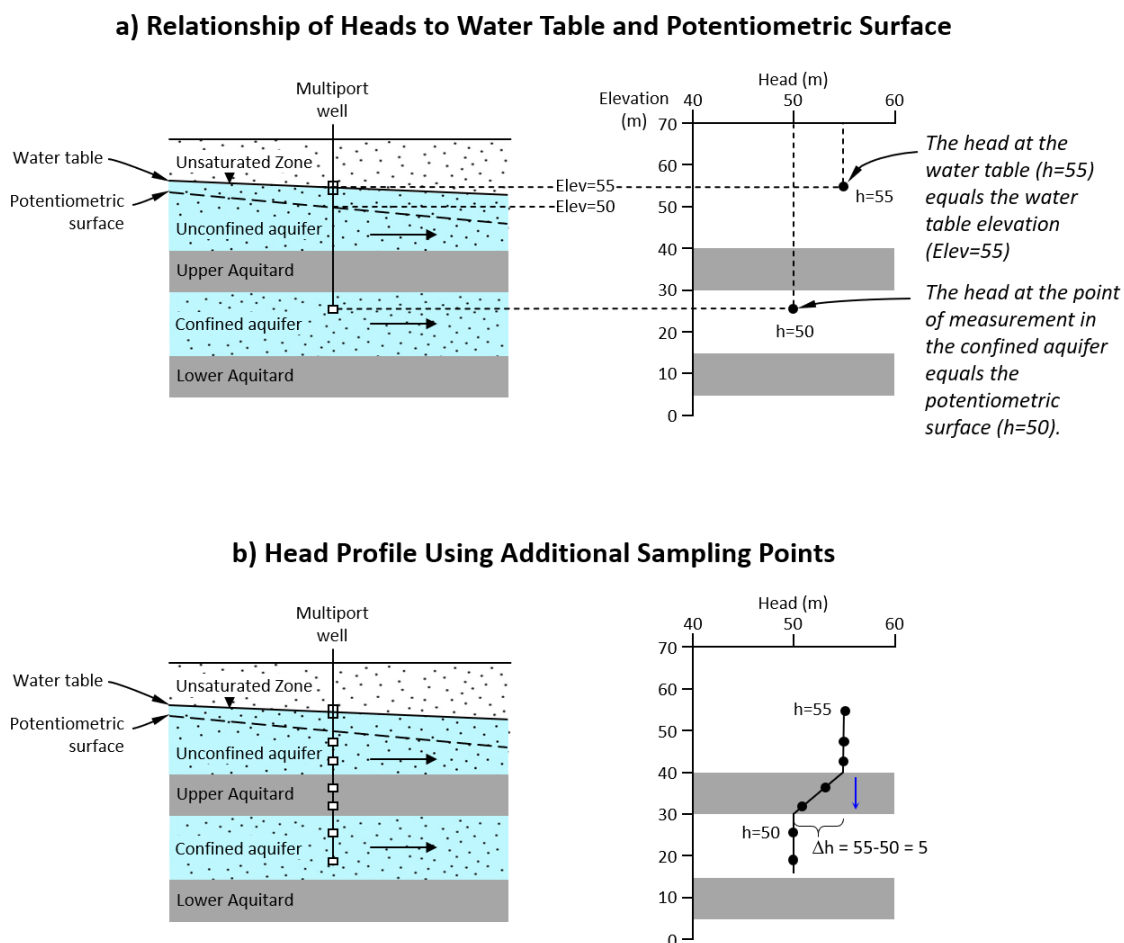 a) Relationship of Heads to Water Table and Potentiometric Surface
Multiport
well
Water table
Potentiometric
surface
Unsaturated Zone
Unconfined aquifer
Upper Aquitard
Confined aquifer
Lower Aquitard
Elev=55
Elev=50
Head (m)
40
50
60
Elevation
(m)
70
60
50
40
30
20
10
0
h=55
h=50
The head at the
water table (h=55)
equals the water
table elevation
(Elev=55)
The head at the point
of measurement in
the confined aquifer
equals the
potentiometric
surface (h=50).
b) Head Profile Using Additional Sampling Points
Multiport
well
Water table
Potentiometric
surface
Unsaturated Zone
Unconfined aquifer
Upper Aquitard
Confined aquifer
Lower Aquitard
Head (m)
40
50
60
70
60
50
40
30
20
10
0
h=55
h=50
Δh = 55-50 = 5